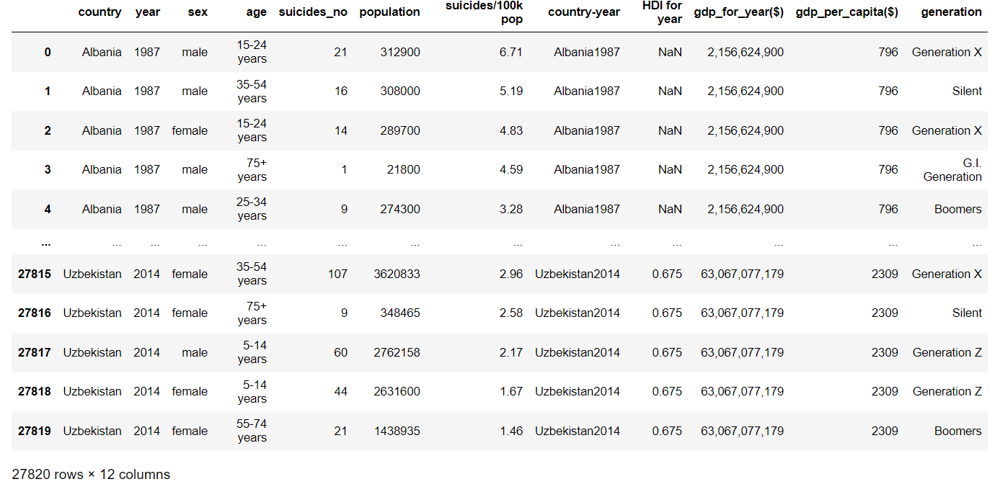 country year sex age suicides_no population suicides/100k pop country-year HDI for year gdp_for_year($) gdp_per_capita($) generation
0 Albania 1987 male 15-24 years 21 312900 6.71 Albania1987 NaN 2,156,624,900 796 Generation X
1 Albania 1987 male 35-54 years 16 308000 5.19 Albania1987 NaN 2,156,624,900 796 Silent
2 Albania 1987 female 15-24 years 14 289700 4.83 Albania1987 NaN 2,156,624,900 796 Generation X
3 Albania 1987 male 75+ years 1 21800 4.59 Albania1987 NaN 2,156,624,900 796 G.I. Generation
4 Albania 1987 male 25-34 years 9 274300 3.28 Albania1987 NaN 2,156,624,900 796 Boomers
... ... ... ... ... ... ... ... ... ... ... ... ...
27815 Uzbekistan 2014 female 35-54 years 107 3620833 2.96 Uzbekistan2014 0.675 63,067,077,179 2309 Generation X
27816 Uzbekistan 2014 female 75+ years 9 348465 2.58 Uzbekistan2014 0.675 63,067,077,179 2309 Silent
27817 Uzbekistan 2014 male 5-14 years 60 2762158 2.17 Uzbekistan2014 0.675 63,067,077,179 2309 Generation Z
27818 Uzbekistan 2014 female 5-14 years 44 2631600 1.67 Uzbekistan2014 0.675 63,067,077,179 2309 Generation Z
27819 Uzbekistan 2014 female 55-74 years 21 1438935 1.46 Uzbekistan2014 0.675 63,067,077,179 2309 Boomers
27820 rows × 12 columns